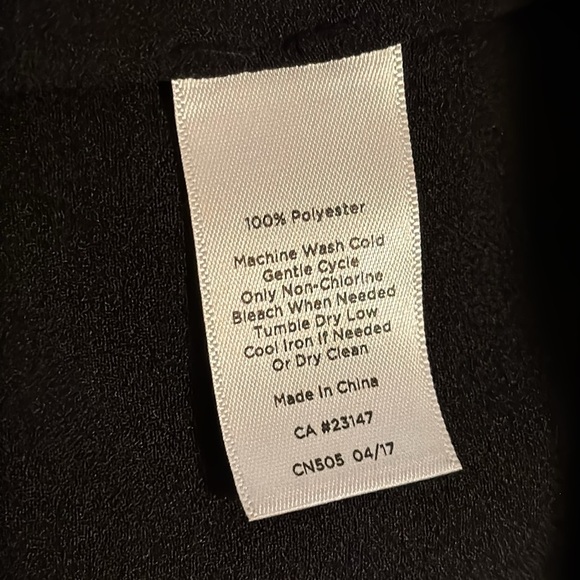 100% Polyester
Machine Wash Cold
Gentle Cycle
Only Non-Chlorine
Bleach When Needed
Tumble Dry Low
Cool Iron If Needed
Or Dry Clean
Made In China
CA #23147
CN505 04/17